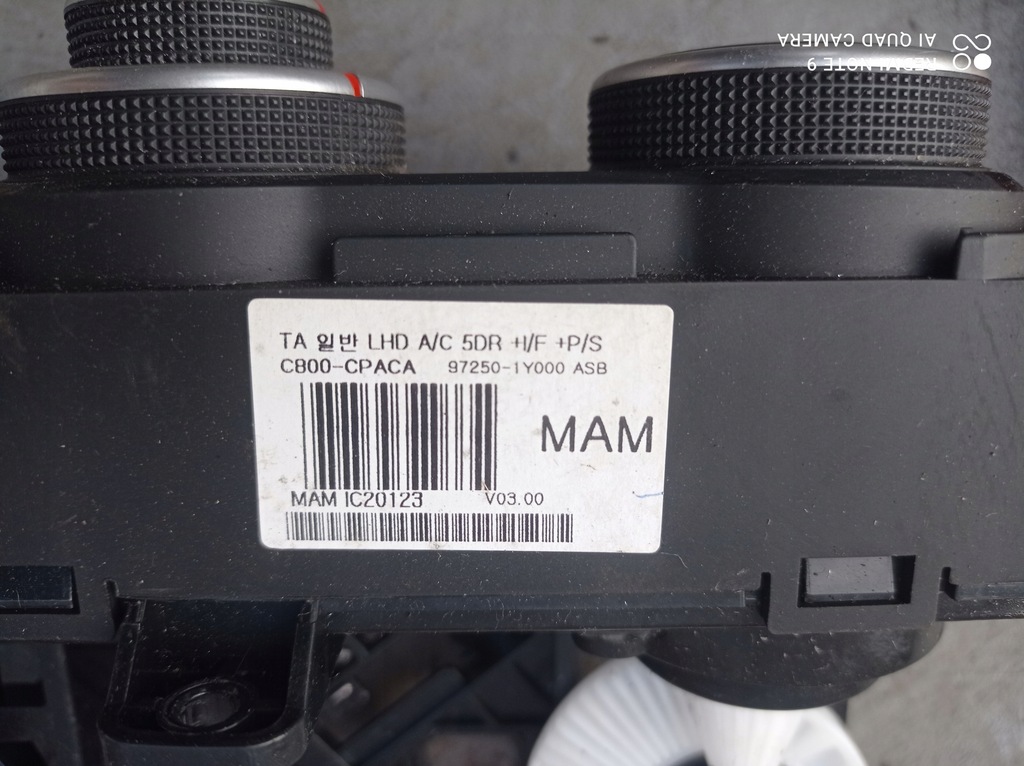 TA 일반 LHD A/C 5DR +I/F +P/S
C800-CPACA 97250-1Y000 ASB
MAM
MAM IC20123 V03.00
REDMI NOTE 9
AI QUAD CAMERA